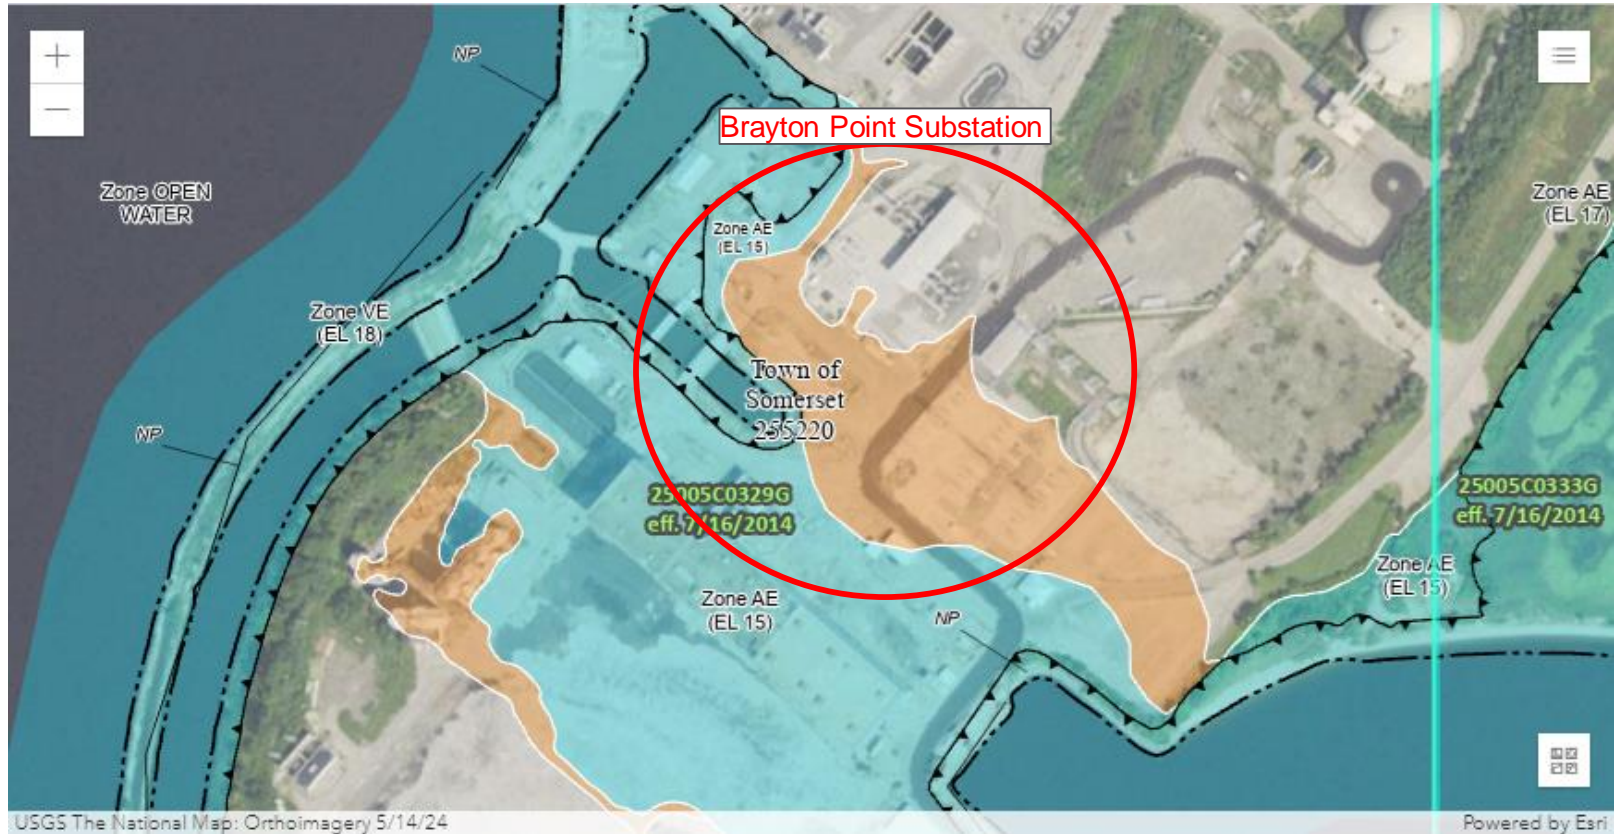 NP
Brayton Point Substation
Zone OPEN
WATER
Zone AE
(EL 17)
Zone AE
(EL 15)
Zone VE
(EL 18)
Town of
Somerset
255220
NP
25005C0329G
eff. 7/16/2014
25005C0333G
eff. 7/16/2014
Zone AE
(EL 15)
Zone AE
(EL 15)
NP
USGS The National Map: Orthoimagery 5/14/24
Powered by Esri